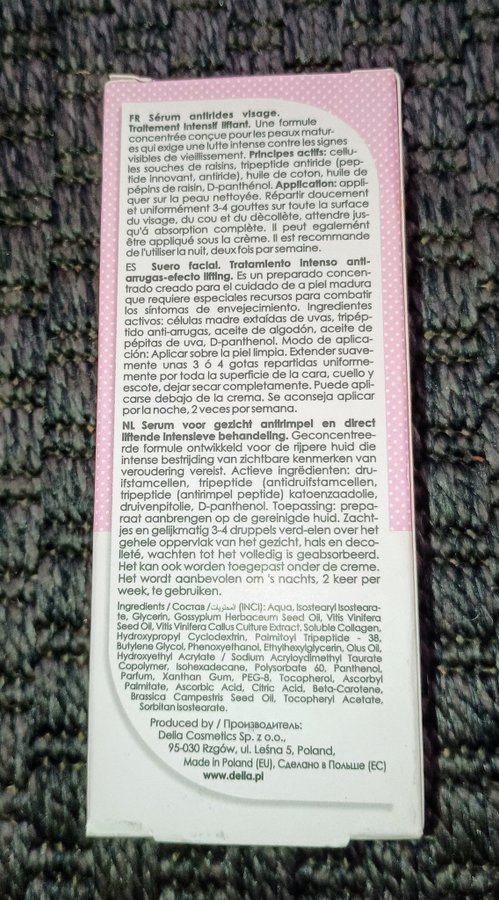 FR Sérum antirides visage.
Traitement intensif liftant. Une formule
concentrée conçue pour les peaux matur-
es qui exige une lutte intense contre les signes
visibles de vieillissement. Principes actifs: cellu-
les souches de raisins, tripeptide antiride (pep-
tide innovant, antiride), huile de coton, huile de
pépins de raisin, D-panthénol. Application: appli-
quer sur la peau nettoyée. Répartir doucement
et uniformément 3-4 gouttes sur toute la surface
du visage, du cou et du décollète, attendre jus-
qu'à absorption complète. Il peut egalemént
être appliqué sous la crème. Il est recommande
de l'utiliser la nuit, deux fois par semaine.
ES Suero facial. Tratamiento intenso anti-
arrugas-efecto lifting. Es un preparado concen-
trado creado para el cuidado de a piel madura
que requiere especiales recursos para combatir
los síntomas de envejecimiento. Ingredientes
activos: células madre extaídas de uvas, tripép-
tido anti-arrugas, aceite de algodón, aceite de
pépitas de uva, D-panthenol. Modo de aplica-
ción: Aplicar sobre la piel limpia. Extender suave-
mente unas 3 ó 4 gotas repartidas uniforme-
mente por toda la superficie de la cara, cuello y
escote, dejar secar completamente. Puede apli-
carse debajo de la crema. Se aconseja aplicar
por la noche, 2 veces por semana.
NL Serum voor gezicht antirimpel en direct
liftende intensieve behandeling. Geconcentree-
rde formule ontwikkeld voor de rijpere huid die
intense bestrijding van zichtbare kenmerken van
veroudering vereist. Actieve ingrëdienten: dru-
ifstamcellen, tripeptide (antidruifstamcellen,
tripeptide (antirimpel peptide) katoenzaadolie,
druivenpitolie, D-panthenol. Toepassing: prepa-
raat aanbrengen op de gereinigde huid. Zacht-
jes en gelijkmatig 3-4 druppels verd-elen over het
gehele oppervlak van het gezicht, hals en deco-
lleté, wachten tot het volledig is geabsorbeerd.
Het kan ook worden toegepast onder de creme.
Het wordt aanbevolen om 's nachts, 2 keer per
week, te gebruiken.
Ingredients / Состав / المحتويات (INCI): Aqua, Isostearyl Isosteara-
te, Glycerin, Gossypium Herbaceum Seed Oil, Vitis Vinifera
Seed Oil, Vitis Vinifera Callus Culture Extract, Soluble Collagen,
Hydroxypropyl Cyclodextrin, Palmitoyl Tripeptide - 38,
Butylene Glycol, Phenoxyethanol, Ethylhexylglycerin, Olus Oil,
Hydroxyethyl Acrylate / Sodium Acryloyldimethyl Taurate
Copolymer, Isohexadecane, Polysorbate 60, Panthenol,
Parfum, Xanthan Gum, PEG-8, Tocopherol, Ascorbyl
Palmitate, Ascorbic Acid, Citric Acid, Beta-Carotene,
Brassica Campestris Seed Oil, Tocopheryl Acetate,
Sorbitan Isostearate.
Produced by / Производитель:
Delia Cosmetics Sp. z o.o.,
95-030 Rzgów, ul. Leśna 5, Poland,
Made in Poland (EU), Сделано в Польше (ЕС)
www.delia.pl